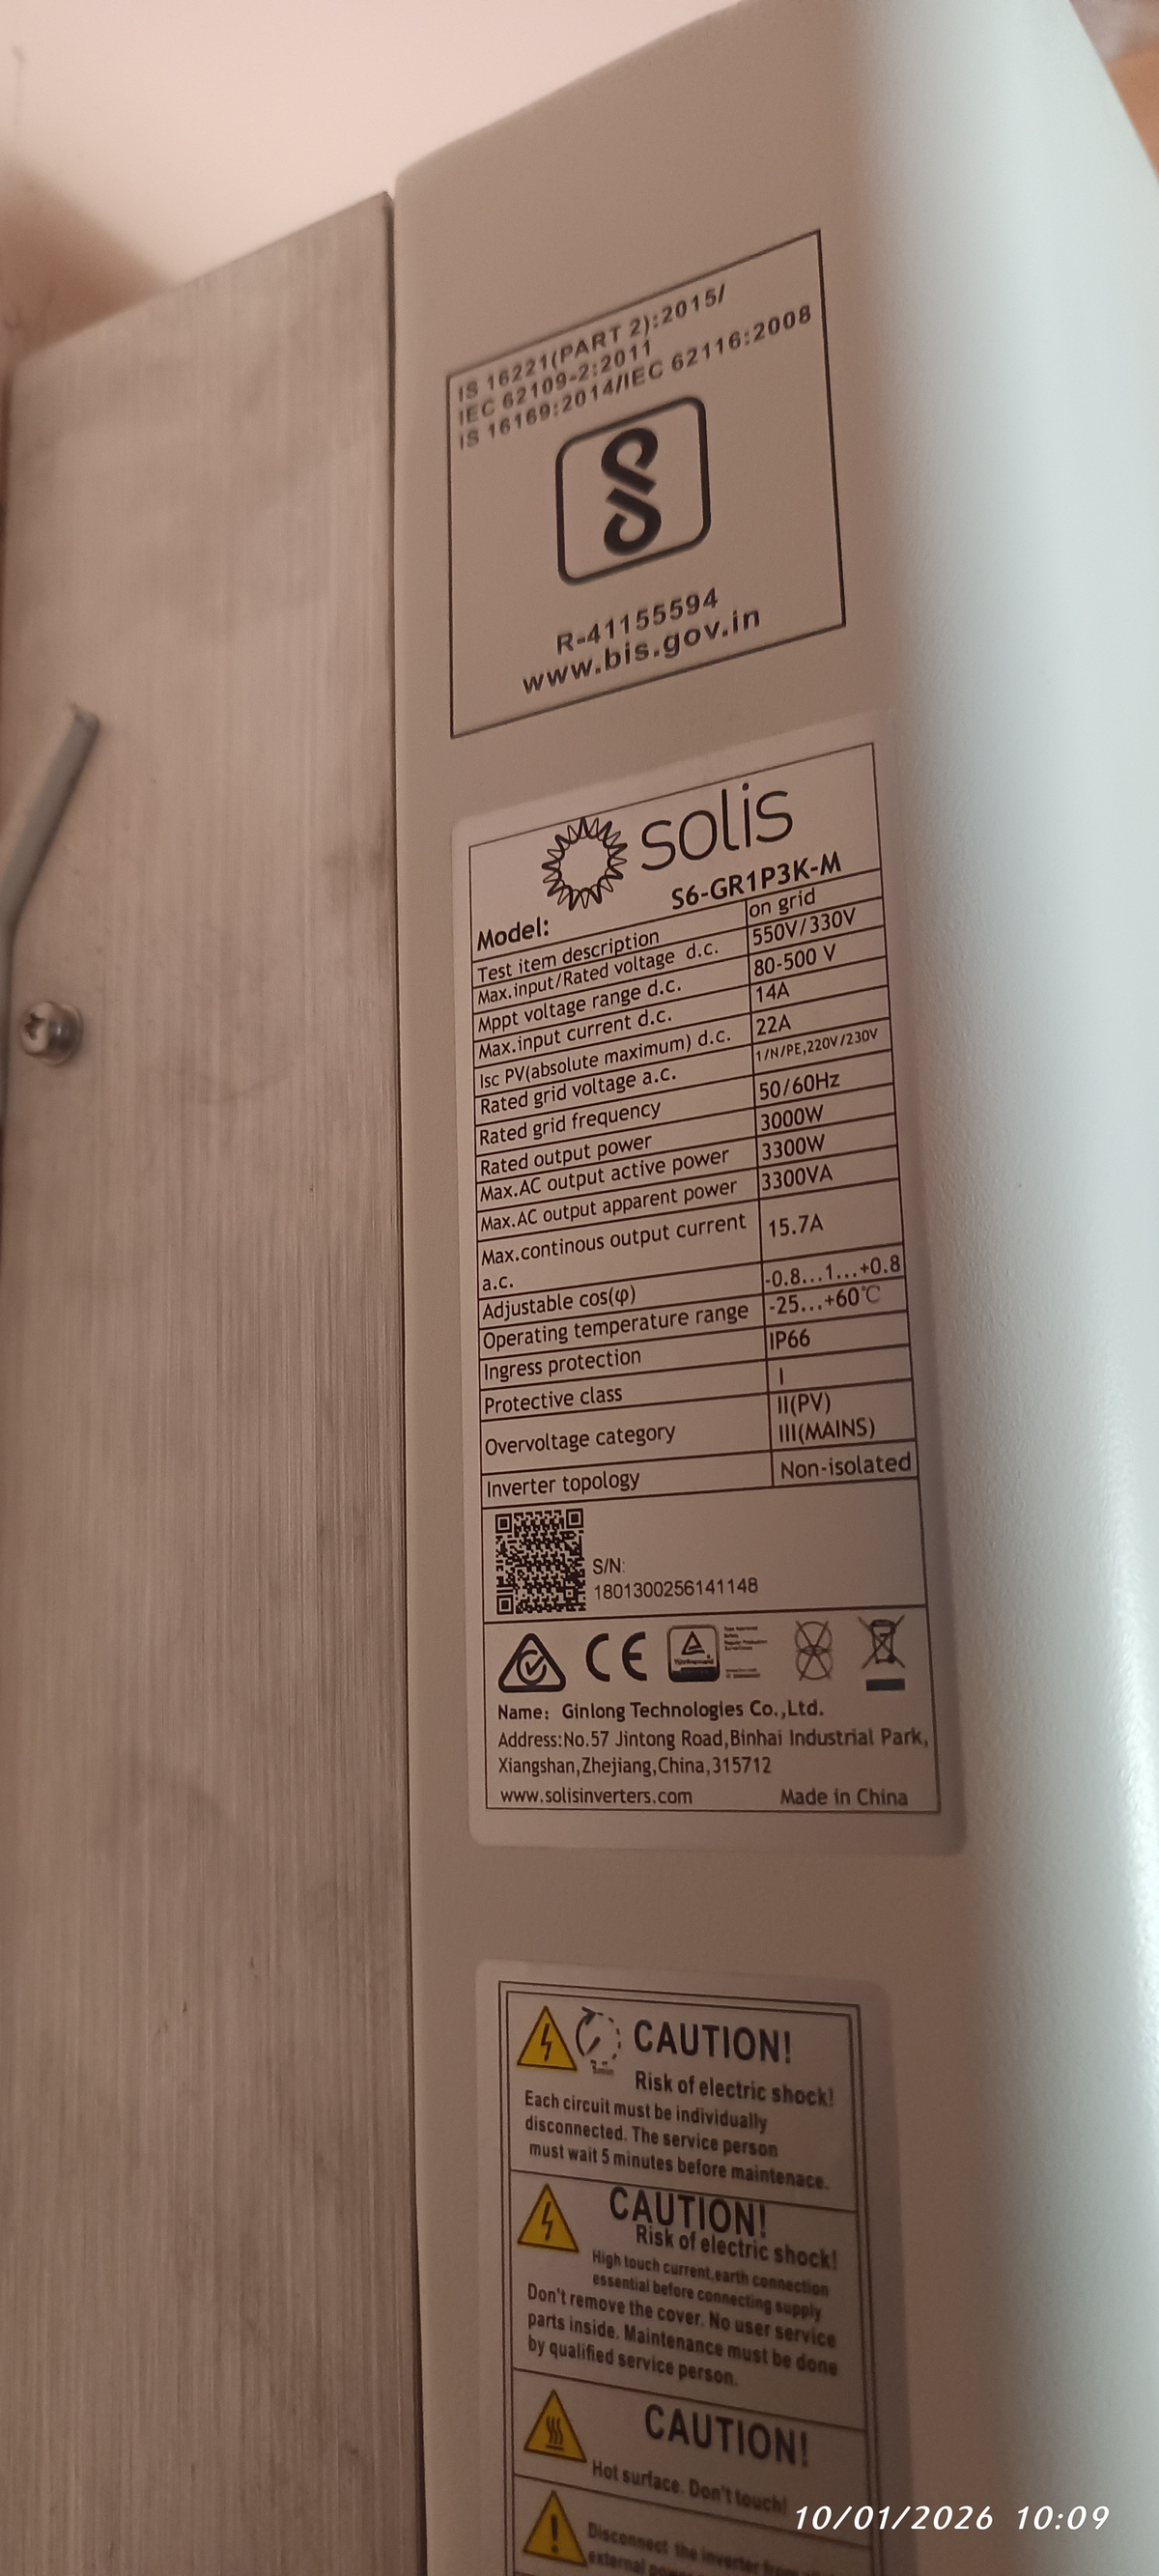 IS 16221(PART 2):2015/
IEC 62109-2:2011
IS 16169:2014/IEC 62116:2008
R-41155594
www.bis.gov.in
solis
Model: S6-GR1P3K-M
Test item description on grid
Max.input/Rated voltage d.c. 550V/330V
Mppt voltage range d.c. 80-500 V
Max.input current d.c. 14A
Isc PV(absolute maximum) d.c. 22A
Rated grid voltage a.c. 1/N/PE,220V/230V
Rated grid frequency 50/60Hz
Rated output power 3000W
Max.AC output active power 3300W
Max.AC output apparent power 3300VA
Max.continous output current
a.c. 15.7A
Adjustable cos(φ) -0.8...1...+0.8
Operating temperature range -25...+60℃
Ingress protection IP66
Protective class I
Overvoltage category II(PV)
III(MAINS)
Inverter topology Non-isolated
S/N:
1801300256141148
CE
Name: Ginlong Technologies Co.,Ltd.
Address:No.57 Jintong Road,Binhai Industrial Park,
Xiangshan,Zhejiang,China,315712
www.solisinverters.com Made in China
CAUTION!
Risk of electric shock!
Each circuit must be individually
disconnected. The service person
must wait 5 minutes before maintenace.
CAUTION!
Risk of electric shock!
High touch current,earth connection
essential before connecting supply
Don't remove the cover. No user service
parts inside. Maintenance must be done
by qualified service person.
CAUTION!
Hot surface. Don't touch!
Disconnect the inverter from
external
10/01/2026 10:09